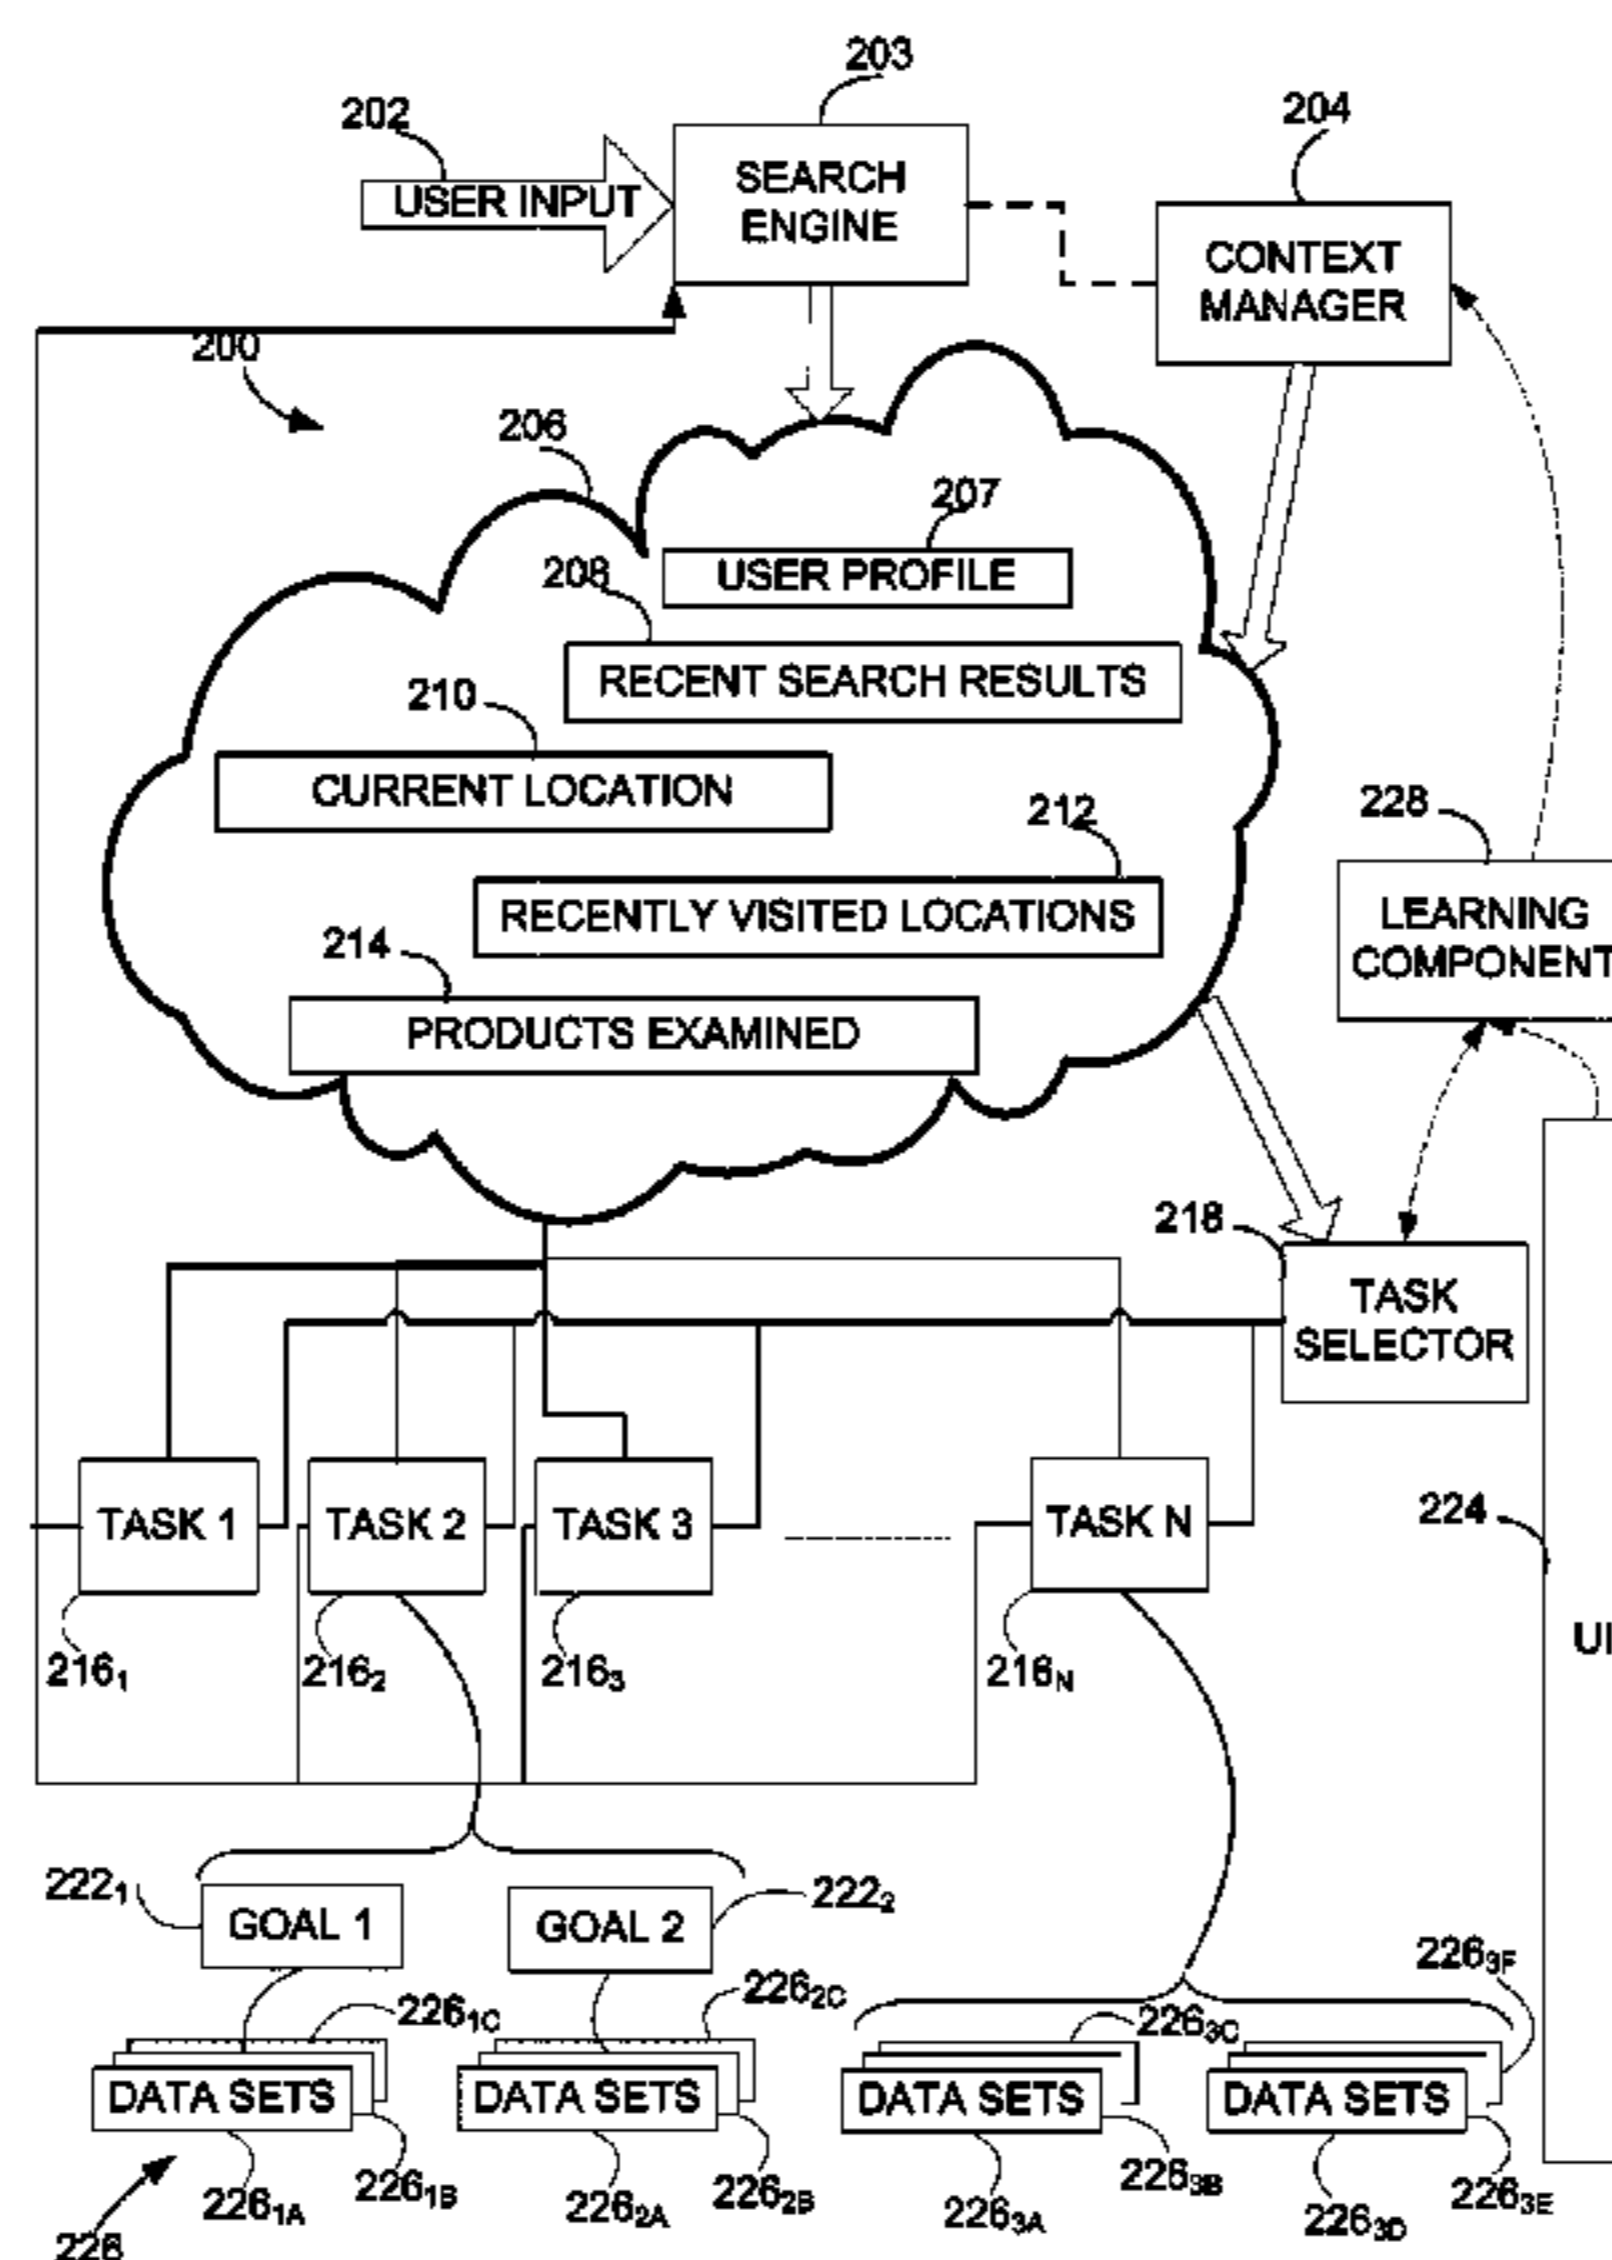 203
202
204
USER INPUT
SEARCH
ENGINE
CONTEXT
MANAGER
200
206
207
USER PROFILE
208
RECENT SEARCH RESULTS
210
CURRENT LOCATION
212
228
RECENTLY VISITED LOCATIONS
LEARNING
COMPONENT
214
PRODUCTS EXAMINED
218
TASK
SELECTOR
TASK 1
TASK 2
TASK 3
TASK N
224
UI
216₁
216₂
216₃
216N
222₁
GOAL 1
GOAL 2
222₂
226₁C
226₂C
226₃C
226₃F
DATA SETS
DATA SETS
DATA SETS
DATA SETS
226₁A
226₁B
226₂A
226₂B
226₃A
226₃B
226₃D
226₃E
226